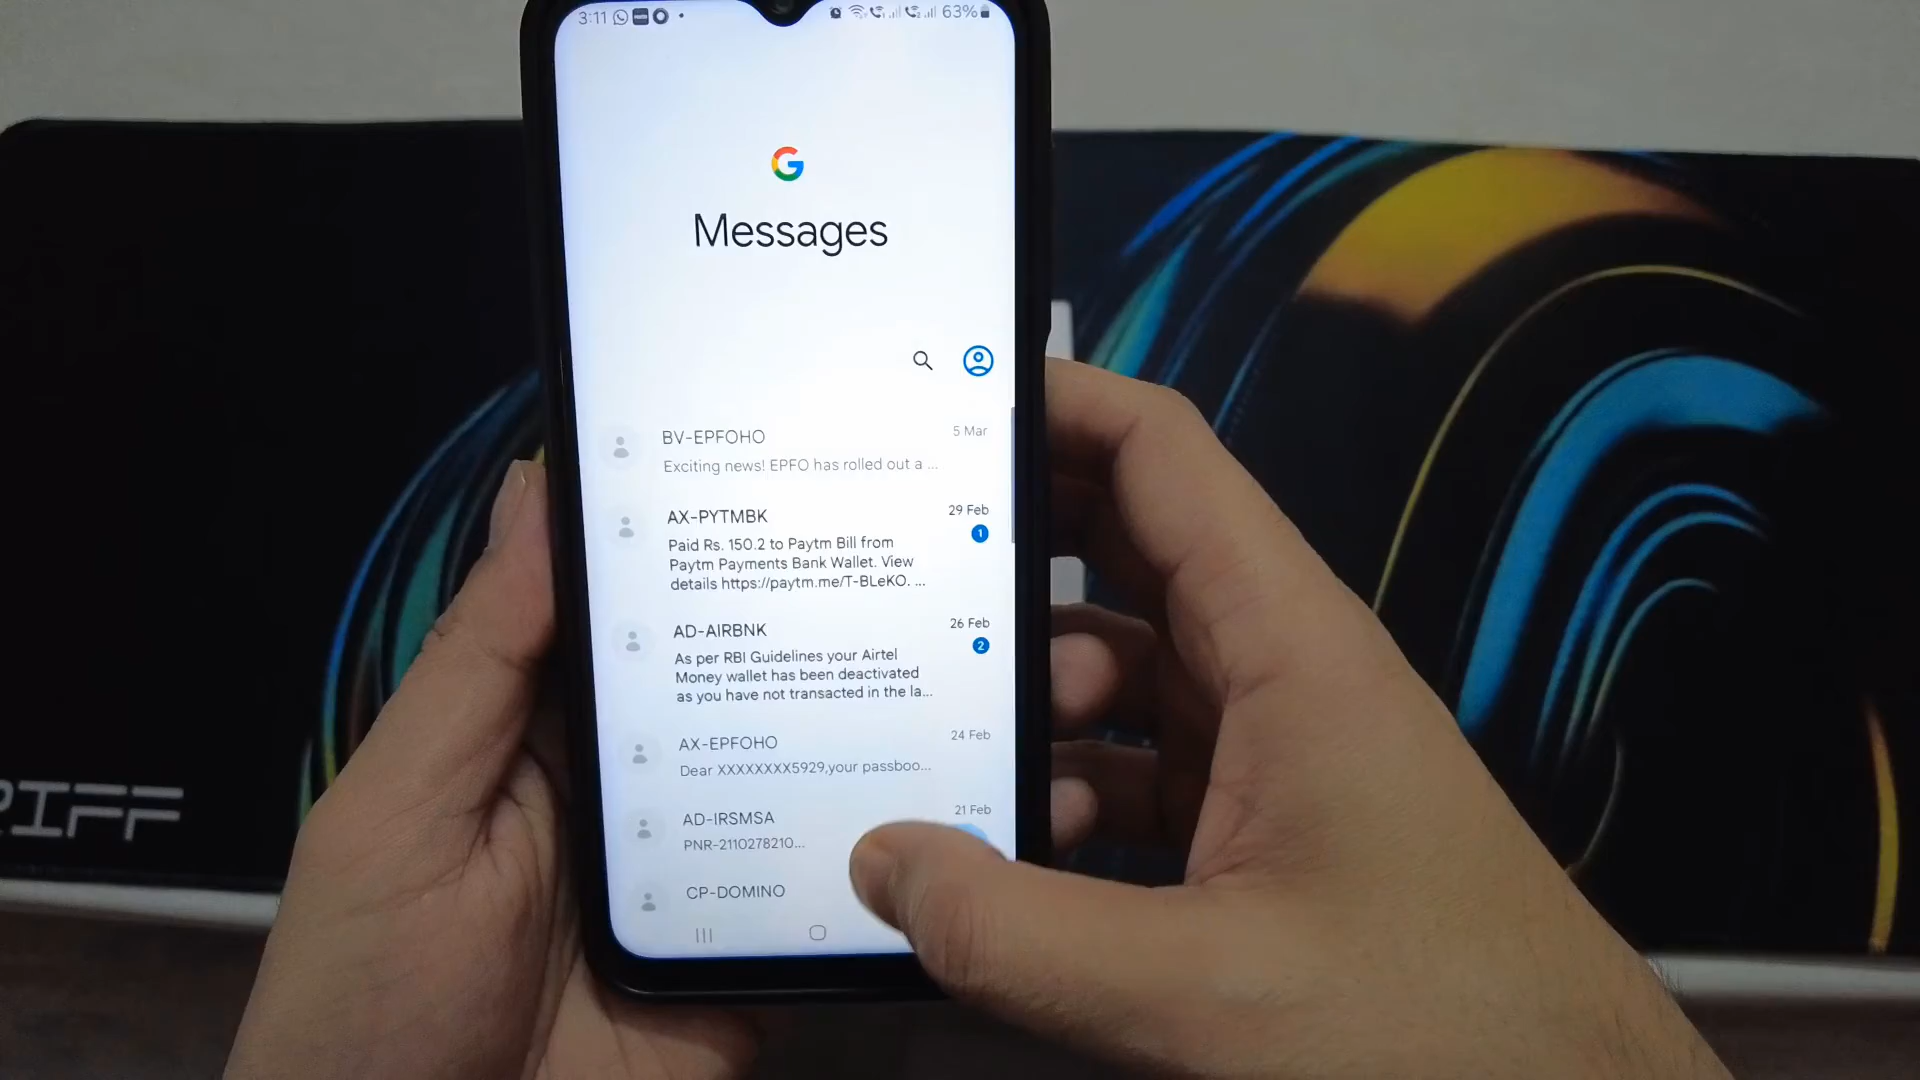 3:11 63%
G
Messages
BV-EPFOHO 5 Mar
Exciting news! EPFO has rolled out a ...
AX-PYTMBK 29 Feb
Paid Rs. 150.2 to Paytm Bill from 1
Paytm Payments Bank Wallet. View
details https://paytm.me/T-BLeKO. ...
AD-AIRBNK 26 Feb
As per RBI Guidelines your Airtel 2
Money wallet has been deactivated
as you have not transacted in the la...
AX-EPFOHO 24 Feb
Dear XXXXXXXX5929,your passboo...
AD-IRSMSA 21 Feb
PNR-2110278210...
CP-DOMINO
IFF